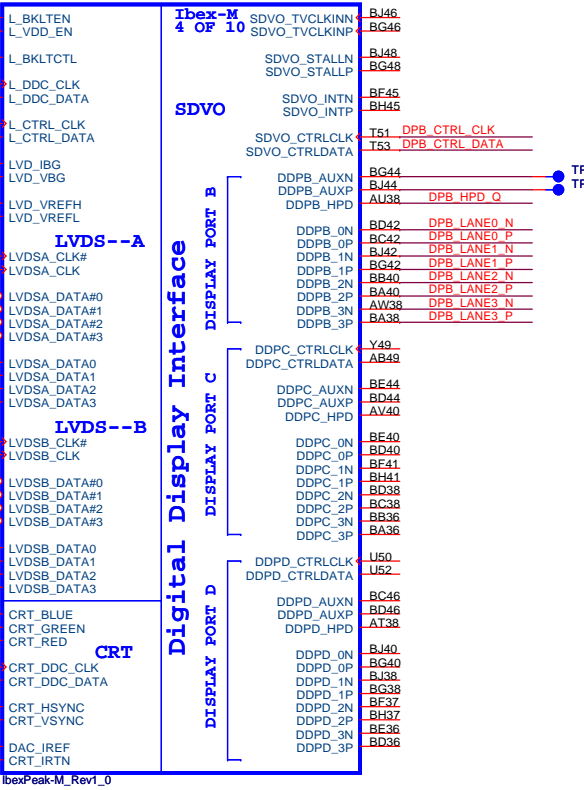 Ibex-M
4 OF 10
L_BKLTEN
L_VDD_EN
L_BKLTCTL
L_DDC_CLK
L_DDC_DATA
L_CTRL_CLK
L_CTRL_DATA
LVD_IBG
LVD_VBG
LVD_VREFH
LVD_VREFL
LVDS--A
LVDSA_CLK#
LVDSA_CLK
LVDSA_DATA#0
LVDSA_DATA#1
LVDSA_DATA#2
LVDSA_DATA#3
LVDSA_DATA0
LVDSA_DATA1
LVDSA_DATA2
LVDSA_DATA3
LVDS--B
LVDSB_CLK#
LVDSB_CLK
LVDSB_DATA#0
LVDSB_DATA#1
LVDSB_DATA#2
LVDSB_DATA#3
LVDSB_DATA0
LVDSB_DATA1
LVDSB_DATA2
LVDSB_DATA3
CRT_BLUE
CRT_GREEN
CRT_RED
CRT
CRT_DDC_CLK
CRT_DDC_DATA
CRT_HSYNC
CRT_VSYNC
DAC_IREF
CRT_IRTN
Digital Display Interface
SDVO
SDVO_TVCLKINN BJ46
SDVO_TVCLKINP BG46
SDVO_STALLN BJ48
SDVO_STALLP BG48
SDVO_INTN BF45
SDVO_INTP BH45
SDVO_CTRLCLK T51 DPB_CTRL_CLK
SDVO_CTRLDATA T53 DPB_CTRL_DATA
DISPLAY PORT B
DDPB_AUXN BG44 TP
DDPB_AUXP BJ44 TP
DDPB_HPD AU38 DPB_HPD_Q
DDPB_0N BD42 DPB_LANE0_N
DDPB_0P BC42 DPB_LANE0_P
DDPB_1N BJ42 DPB_LANE1_N
DDPB_1P BG42 DPB_LANE1_P
DDPB_2N BB40 DPB_LANE2_N
DDPB_2P BA40 DPB_LANE2_P
DDPB_3N AW38 DPB_LANE3_N
DDPB_3P BA38 DPB_LANE3_P
DISPLAY PORT C
DDPC_CTRLCLK Y49
DDPC_CTRLDATA AB49
DDPC_AUXN BE44
DDPC_AUXP BD44
DDPC_HPD AV40
DDPC_0N BE40
DDPC_0P BD40
DDPC_1N BF41
DDPC_1P BH41
DDPC_2N BD38
DDPC_2P BC38
DDPC_3N BB36
DDPC_3P BA36
DISPLAY PORT D
DDPD_CTRLCLK U50
DDPD_CTRLDATA U52
DDPD_AUXN BC46
DDPD_AUXP BD46
DDPD_HPD AT38
DDPD_0N BJ40
DDPD_0P BG40
DDPD_1N BJ38
DDPD_1P BG38
DDPD_2N BF37
DDPD_2P BH37
DDPD_3N BE36
DDPD_3P BD36
IbexPeak-M_Rev1_0